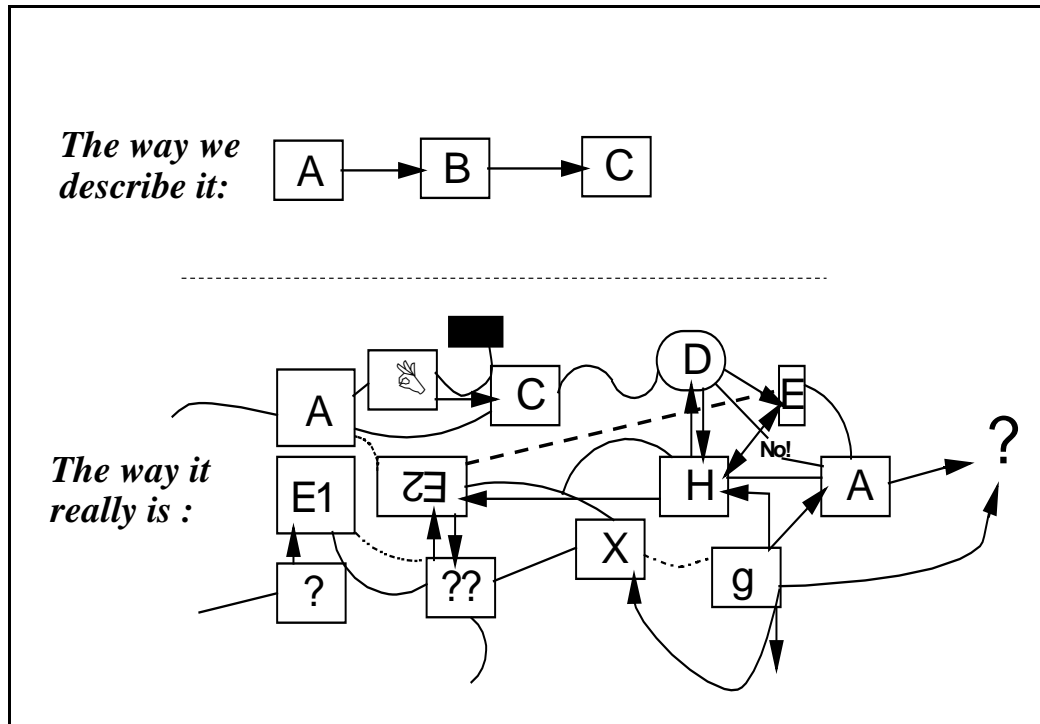 The way we
describe it:
A
B
C
D
E
A
C
No!
?
The way it
really is :
E1
E2
H
A
X
g
?
??